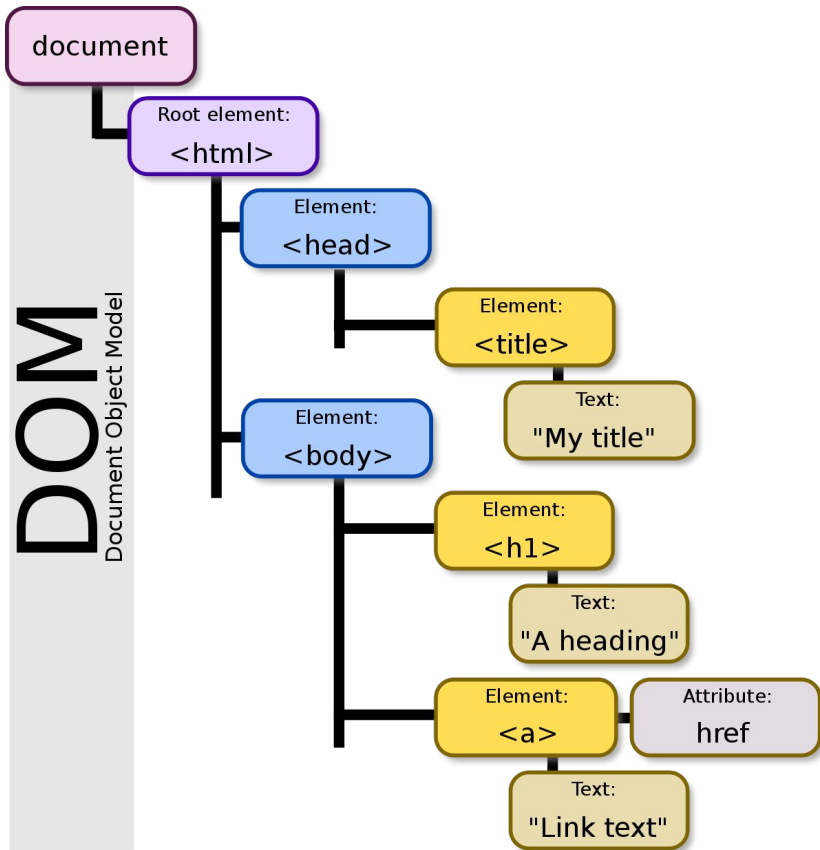 document
Root element:
<html>
Element:
<head>
Element:
<title>
Text:
"My title"
Element:
<body>
Element:
<h1>
Text:
"A heading"
Element:
<a>
Attribute:
href
Text:
"Link text"
DOM
Document Object Model